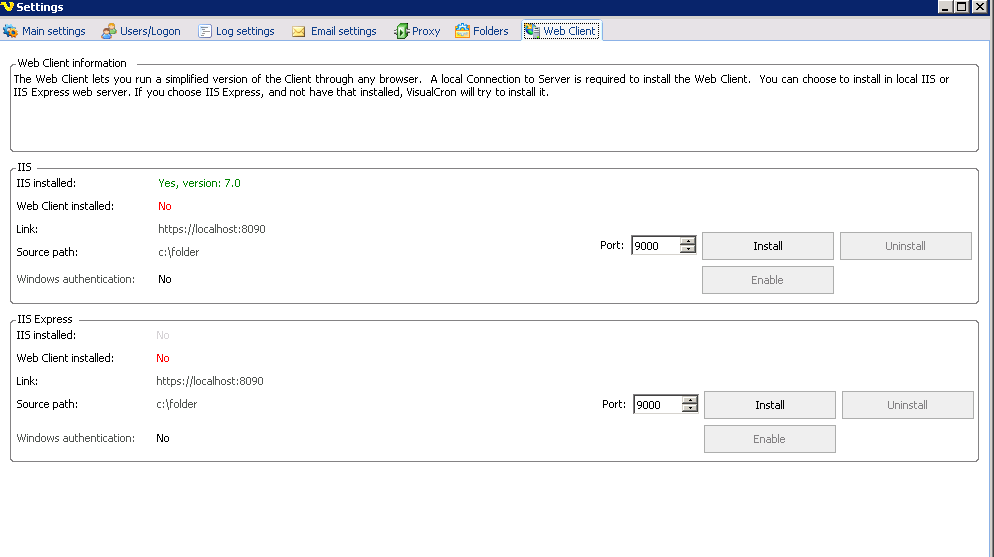 Settings
Main settings Users/Logon Log settings Email settings Proxy Folders Web Client
Web Client information
The Web Client lets you run a simplified version of the Client through any browser. A local Connection to Server is required to install the Web Client. You can choose to install in local IIS or
IIS Express web server. If you choose IIS Express, and not have that installed, VisualCron will try to install it.
IIS
IIS installed: Yes, version: 7.0
Web Client installed: No
Link: https://localhost:8090
Source path: c:\folder
Port: 9000 Install Uninstall
Windows authentication: No
Enable
IIS Express
IIS installed: No
Web Client installed: No
Link: https://localhost:8090
Source path: c:\folder
Port: 9000 Install Uninstall
Windows authentication: No
Enable